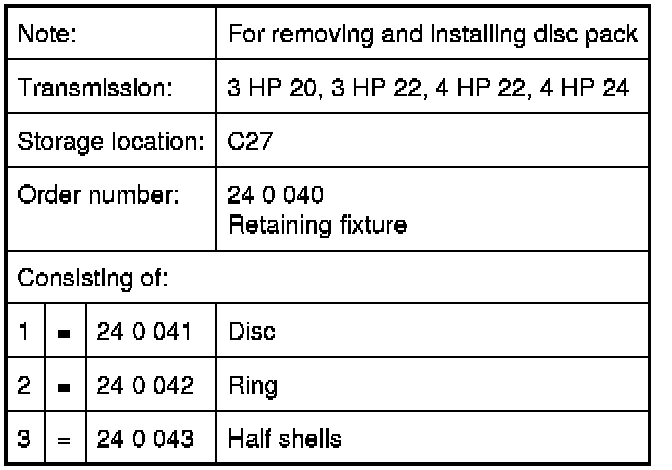 Note: For removing and installing disc pack
Transmission: 3 HP 20, 3 HP 22, 4 HP 22, 4 HP 24
Storage location: C27
Order number: 24 0 040
Retaining fixture
Consisting of:
1 = 24 0 041 Disc
2 = 24 0 042 Ring
3 = 24 0 043 Half shells